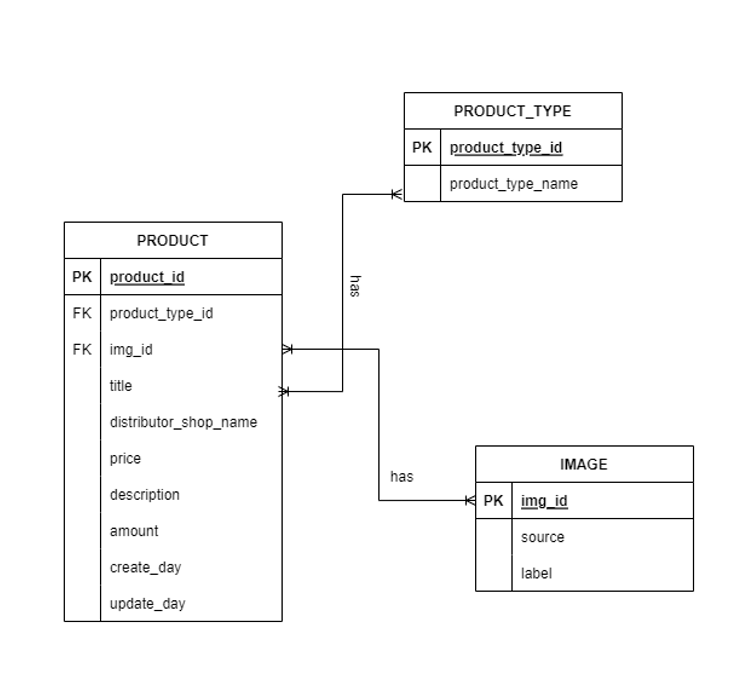 PRODUCT_TYPE
PK product_type_id
product_type_name
PRODUCT
PK product_id
FK product_type_id
FK img_id
title
distributor_shop_name
price
description
amount
create_day
update_day
has
has
IMAGE
PK img_id
source
label